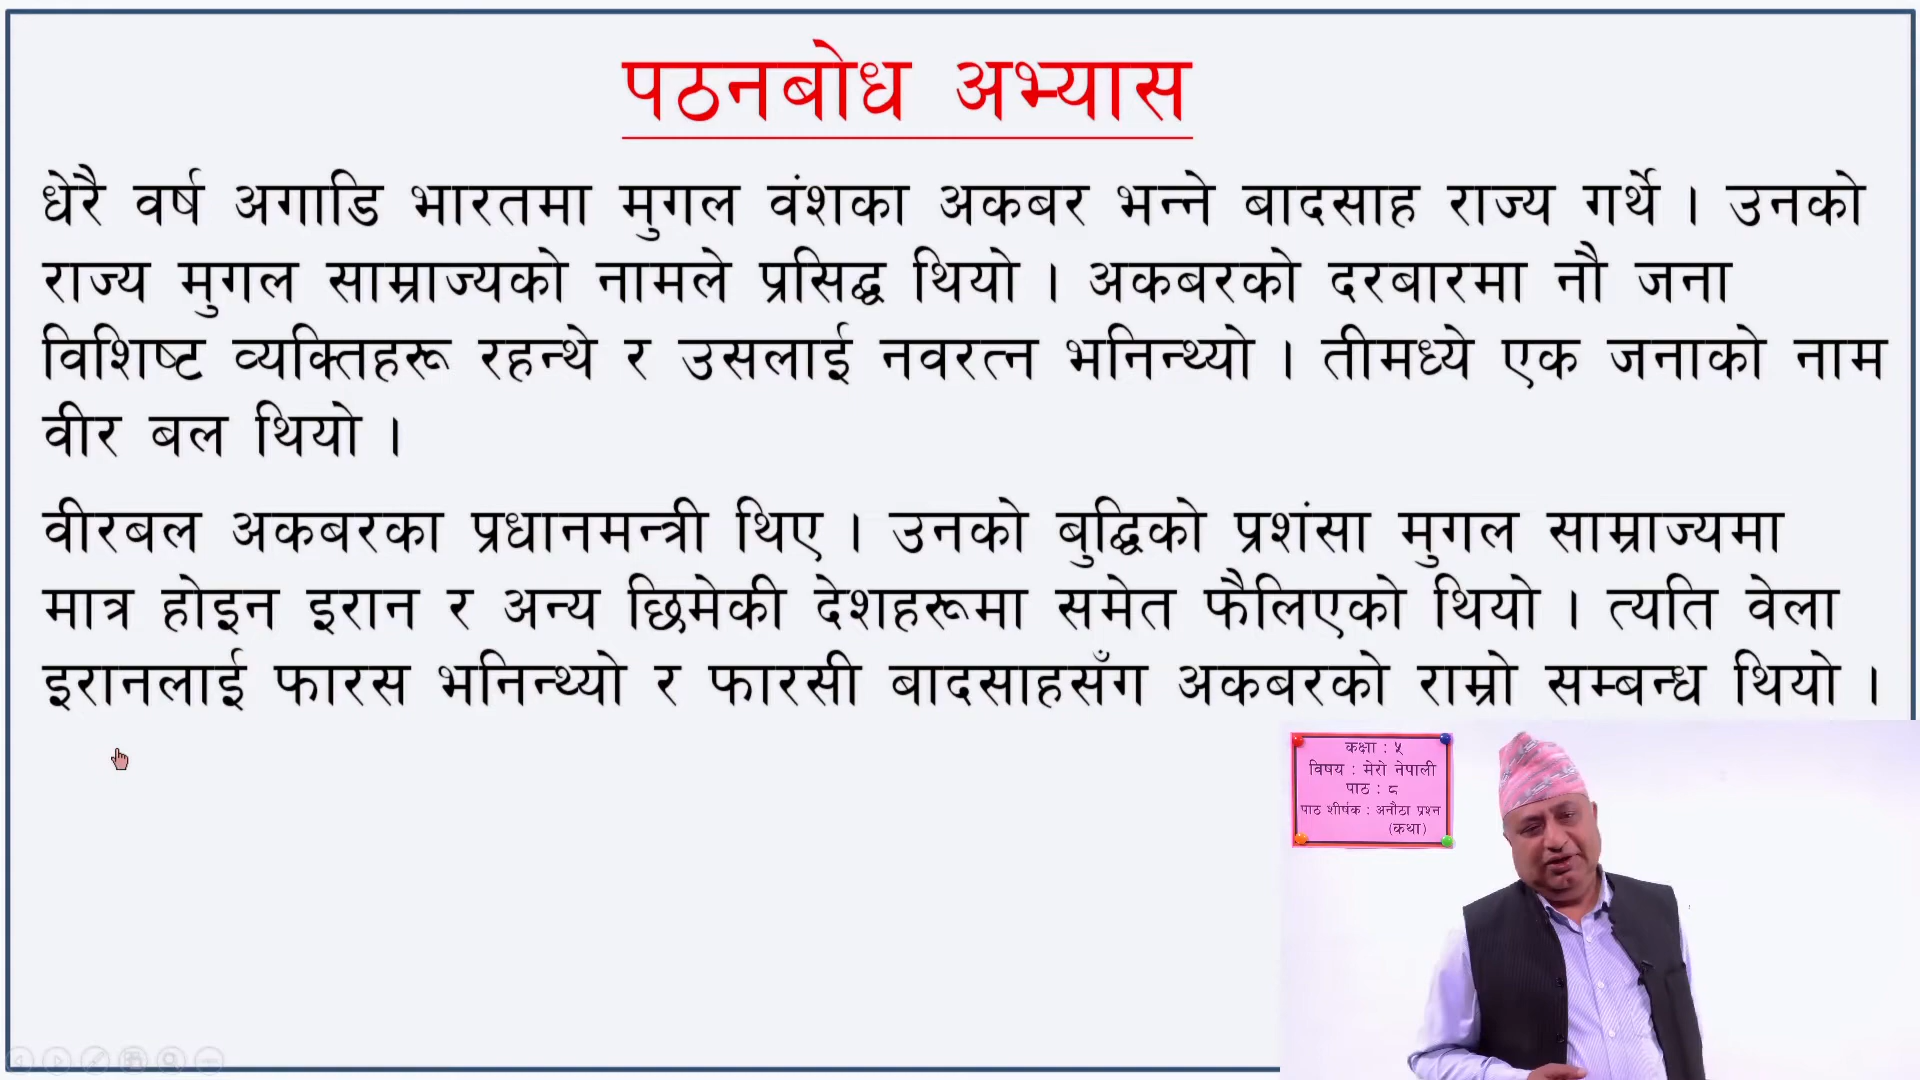 पठनबोध अभ्यास
धेरै वर्ष अगाडि भारतमा मुगल वंशका अकबर भन्ने बादसाह राज्य गर्थे । उनको
राज्य मुगल साम्राज्यको नामले प्रसिद्ध थियो । अकबरको दरबारमा नौ जना
विशिष्ट व्यक्तिहरू रहन्थे र उसलाई नवरत्न भनिन्थ्यो । तीमध्ये एक जनाको नाम
वीर बल थियो ।
वीरबल अकबरका प्रधानमन्त्री थिए । उनको बुद्धिको प्रशंसा मुगल साम्राज्यमा
मात्र होइन इरान र अन्य छिमेकी देशहरूमा समेत फैलिएको थियो । त्यति वेला
इरानलाई फारस भनिन्थ्यो र फारसी बादसाहसँग अकबरको राम्रो सम्बन्ध थियो ।
कक्षा : ५
विषय : मेरो नेपाली
पाठ : ८
पाठ शीर्षक : अनौठा प्रश्न
(कथा)